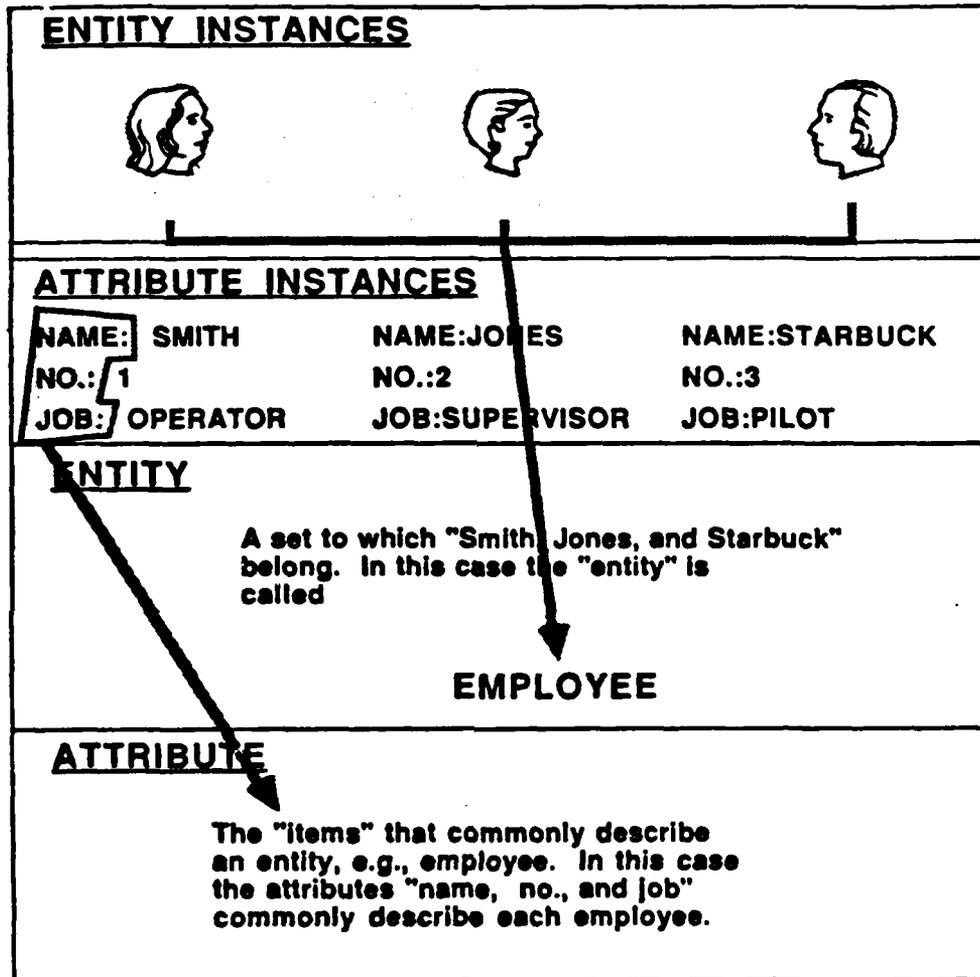 ENTITY INSTANCES
ATTRIBUTE INSTANCES
NAME: SMITH NAME:JONES NAME:STARBUCK
NO.: 1 NO.:2 NO.:3
JOB: OPERATOR JOB:SUPERVISOR JOB:PILOT
ENTITY
A set to which "Smith, Jones, and Starbuck"
belong. In this case the "entity" is
called
EMPLOYEE
ATTRIBUTE
The "items" that commonly describe
an entity, e.g., employee. In this case
the attributes "name, no., and job"
commonly describe each employee.